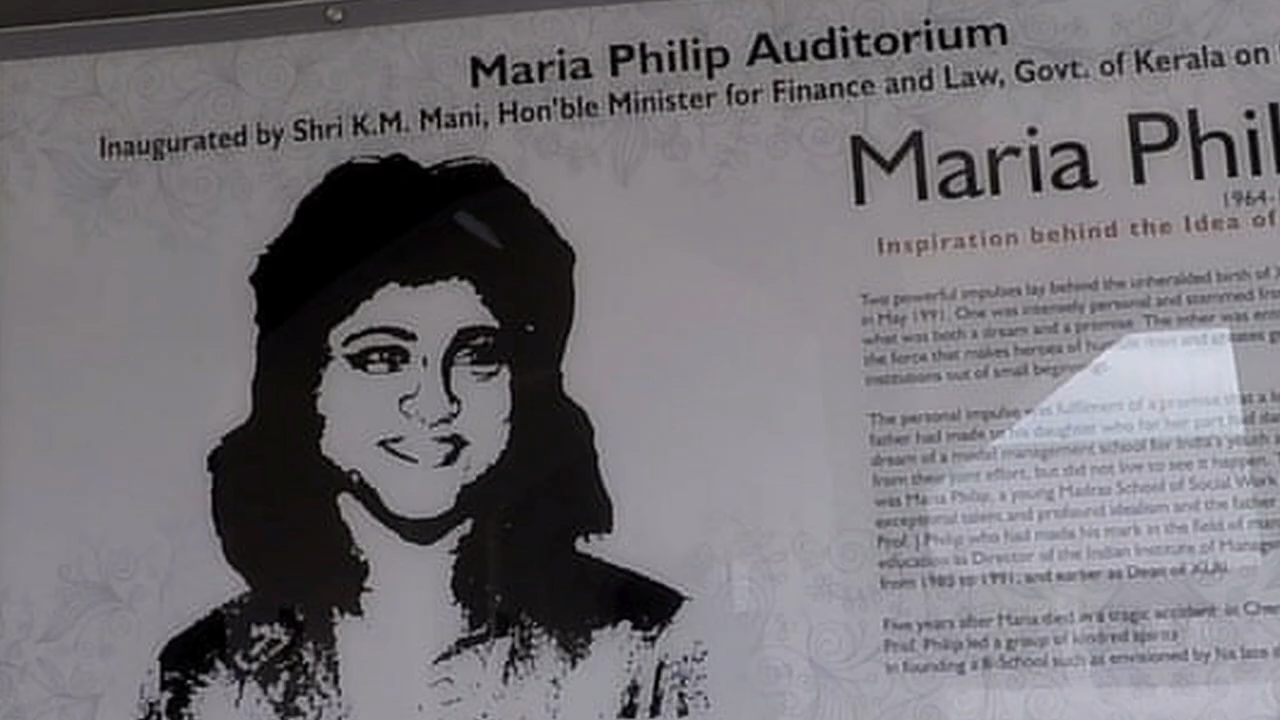 Maria Philip Auditorium
Inaugurated by Shri K.M. Mani, Hon'ble Minister for Finance and Law, Govt. of Kerala on
Maria Phil
1964-
Inspiration behind the Idea of
Two powerful impulses lay behind the unheralded birth of
in May 1991. One was intensely personal and stemmed from
what was both a dream and a promise. The other was
the force that makes heroes of humble men and
institutions out of small beginnings.
The personal impulse was fulfilment of a promise that a
father had made to his daughter who for her part had
dream of a model management school for India's youth
from their joint effort, but did not live to see it happen.
was Maria Philip, a young Madras School of Social Work
exceptional talent and profound idealism and the father
Prof. J Philip who had made his mark in the field of
education as Director of the Indian Institute of Manage
from 1985 to 1991; and earlier as Dean of XLRI.
Five years after Maria died in a tragic accident in
Prof. Philip led a group of kindred spirits
in founding a B-School such as envisioned by his late